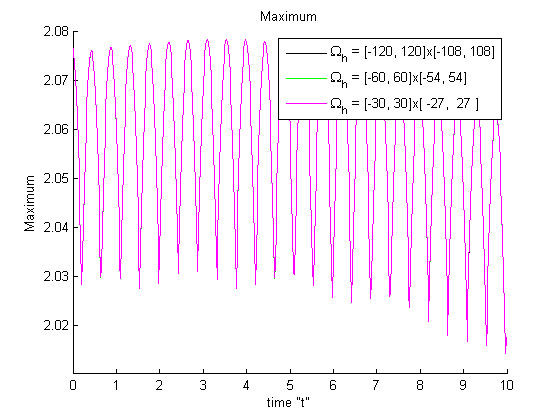 Maximum
2.08
2.07
2.06
2.05
2.04
2.03
2.02
Maximum
Ωh = [-120, 120]x[-108, 108]
Ωh = [-60, 60]x[-54, 54]
Ωh = [-30, 30]x[ -27, 27 ]
0 1 2 3 4 5 6 7 8 9 10
time "t"